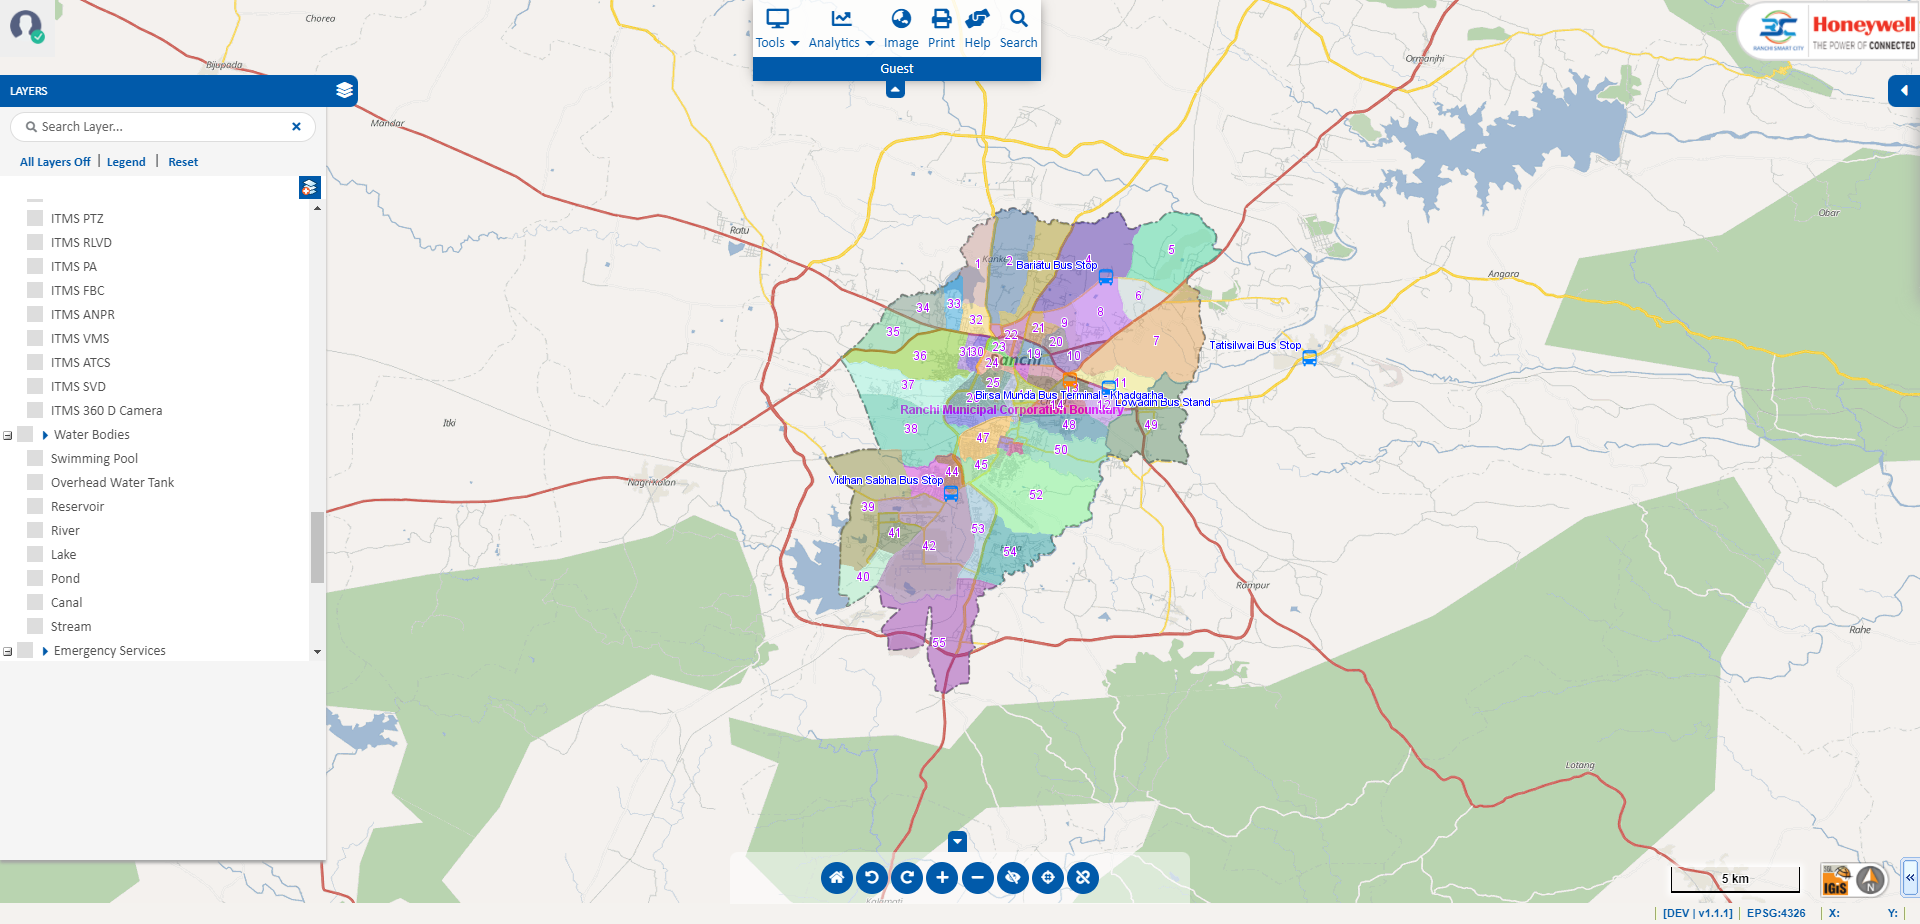 Tools
Analytics
Image
Print
Help
Search
Guest
RANCHI SMART CITY
Honeywell
THE POWER OF CONNECTED
LAYERS
Search Layer...
All Layers Off
Legend
Reset
ITMS PTZ
ITMS RLVD
ITMS PA
ITMS FBC
ITMS ANPR
ITMS VMS
ITMS ATCS
ITMS SVD
ITMS 360 D Camera
Water Bodies
Swimming Pool
Overhead Water Tank
Reservoir
River
Lake
Pond
Canal
Stream
Emergency Services
Chorea
Bijupada
Mandar
Ormanjhi
Ratu
Obar
Angara
Itki
Nagri Kalan
Rampur
Rahe
Lotang
Kalamati
1
2
4
5
Bariatu Bus Stop
6
33
34
32
8
9
21
22
35
7
20
23
36
31
30
19
10
24
Tatisilwai Bus Stop
37
25
11
Birsa Munda Bus Terminal - Khadgarha
Lowadih Bus Stand
Ranchi Municipal Corporation Boundary
14
12
38
48
49
47
50
45
44
Vidhan Sabha Bus Stop
52
39
53
41
42
54
40
55
5 km
IGiS
N
[DEV | v1.1.1]
EPSG:4326
X:
Y: